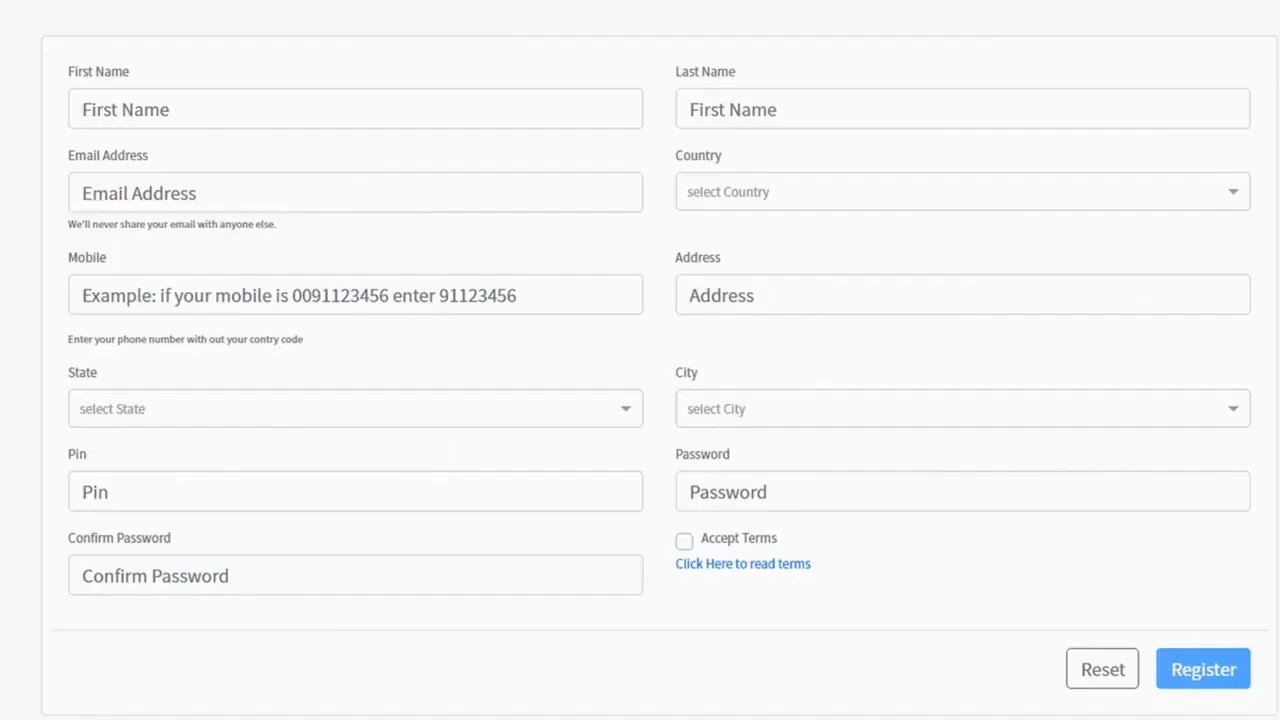 First Name
Last Name
First Name
First Name
Email Address
Country
Email Address
select Country
We'll never share your email with anyone else.
Mobile
Address
Example: if your mobile is 0091123456 enter 91123456
Address
Enter your phone number with out your contry code
State
City
select State
select City
Pin
Password
Pin
Password
Confirm Password
Accept Terms
Click Here to read terms
Confirm Password
Reset
Register